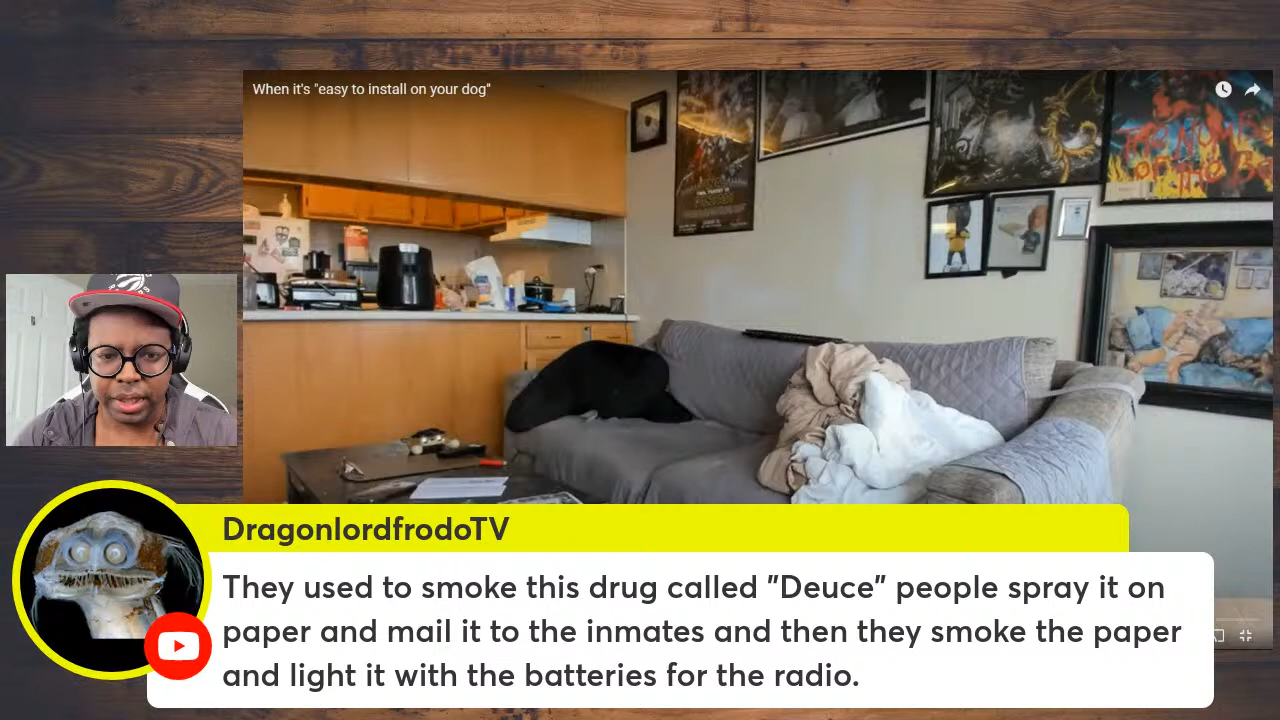 When it's "easy to install on your dog"
DragonlordfrodoTV
They used to smoke this drug called "Deuce" people spray it on
paper and mail it to the inmates and then they smoke the paper
and light it with the batteries for the radio.